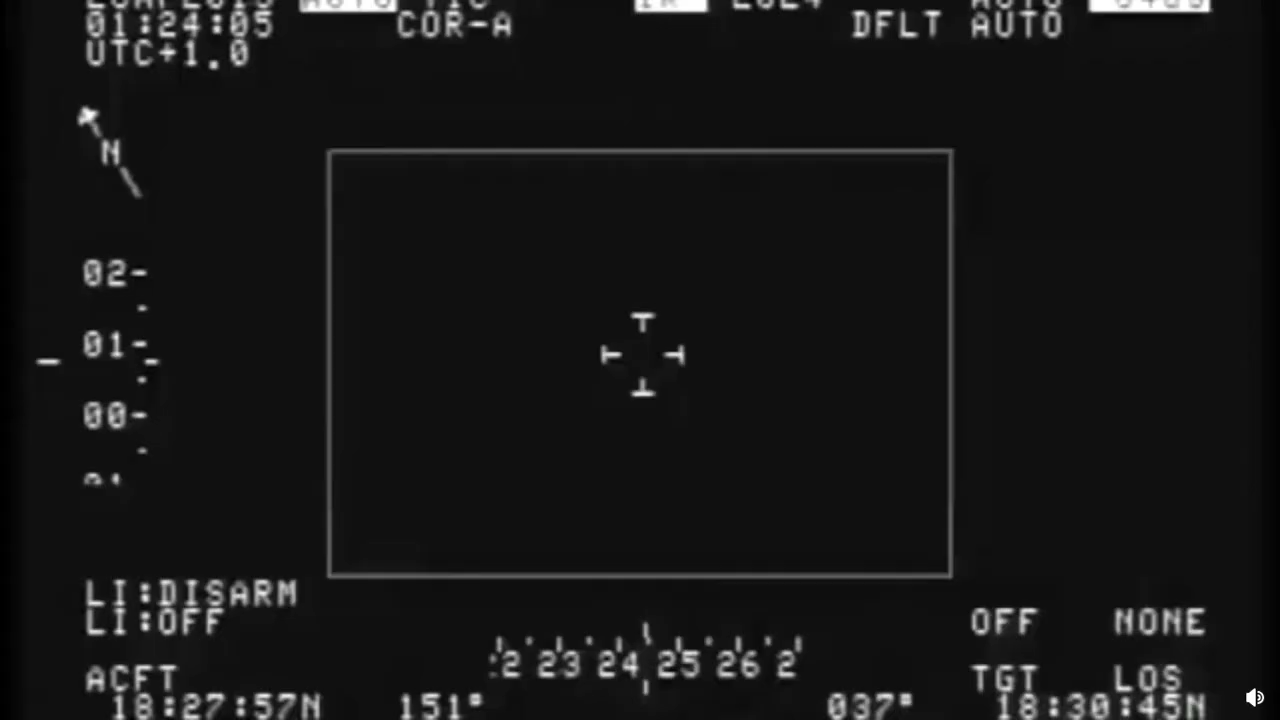 01:24:05 COR-A DFLT AUTO
UTC+1.0
N
02
01
00
LI:DISARM
LI:OFF OFF NONE
23 24 25 26
ACFT TGT LOS
18:27:57N 151° 037° 18:30:45N